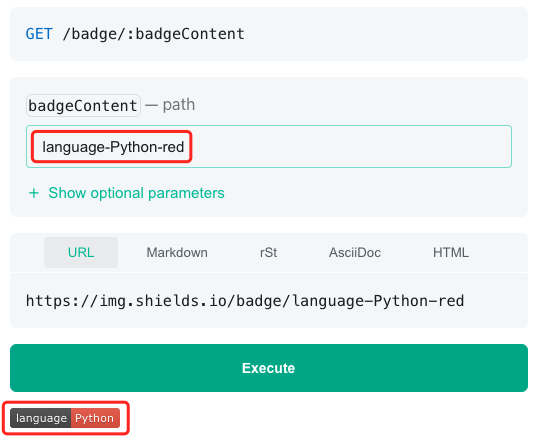 GET /badge/:badgeContent
badgeContent — path
language-Python-red
+ Show optional parameters
URL Markdown rSt AsciiDoc HTML
https://img.shields.io/badge/language-Python-red
Execute
language Python